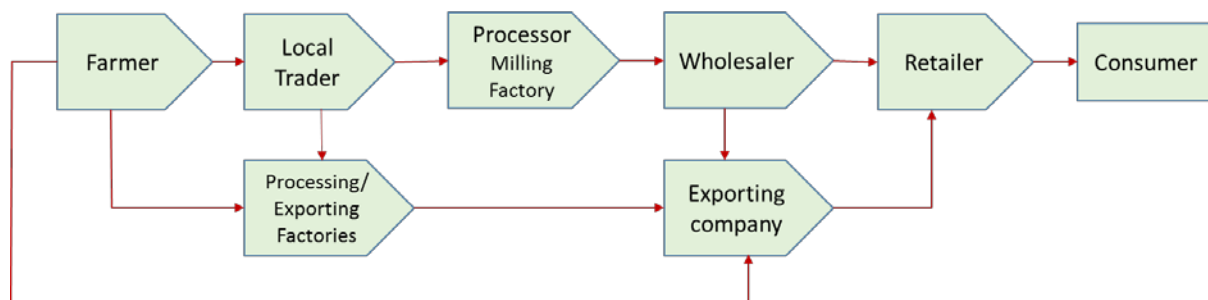 Farmer
Local
Trader
Processor
Milling
Factory
Wholesaler
Retailer
Consumer
Processing/
Exporting
Factories
Exporting
company